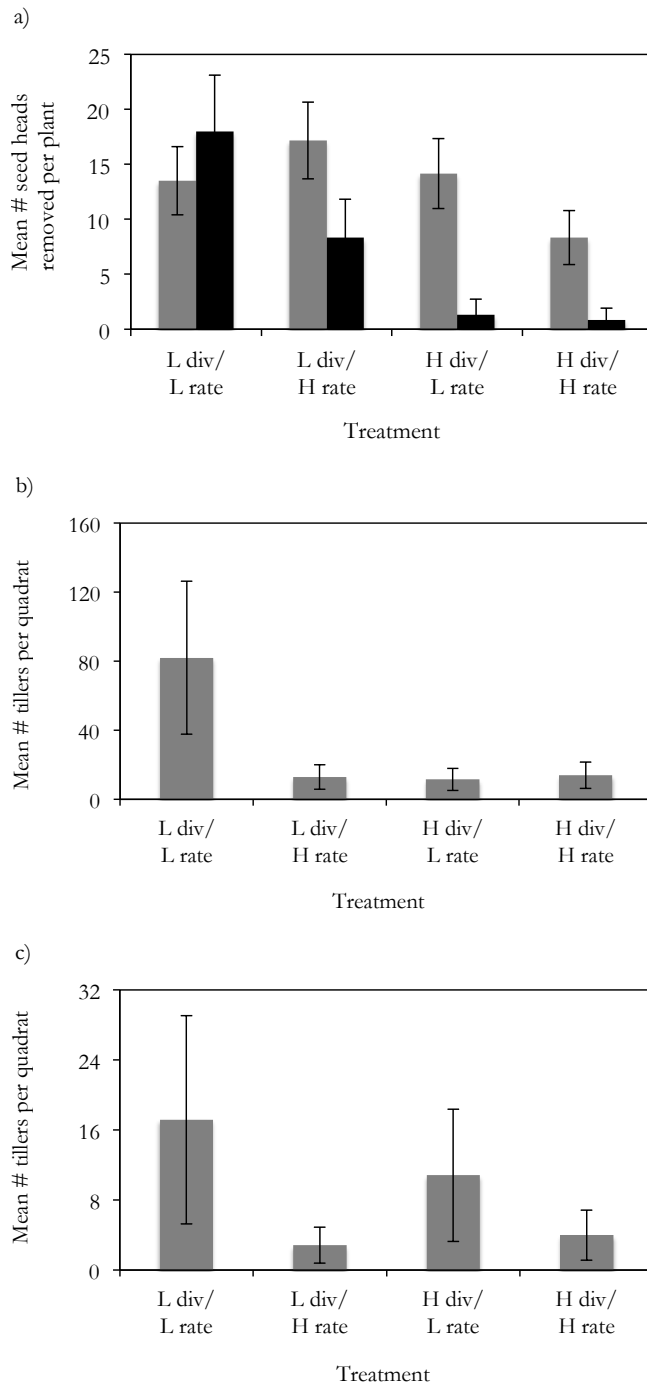 a)
Mean # seed heads
removed per plant
25
20
15
10
5
0
L div/ L div/ H div/ H div/
L rate H rate L rate H rate
Treatment
b)
Mean # tillers per quadrat
160
120
80
40
0
L div/ L div/ H div/ H div/
L rate H rate L rate H rate
Treatment
c)
Mean # tillers per quadrat
32
24
16
8
0
L div/ L div/ H div/ H div/
L rate H rate L rate H rate
Treatment